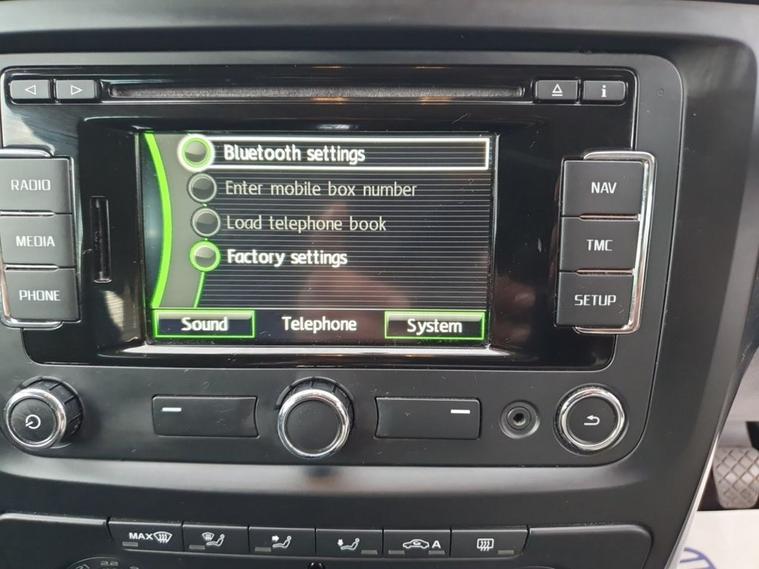 i
RADIO
MEDIA
PHONE
Bluetooth settings
Enter mobile box number
Load telephone book
Factory settings
Sound Telephone System
NAV
TMC
SETUP
MAX
A
22